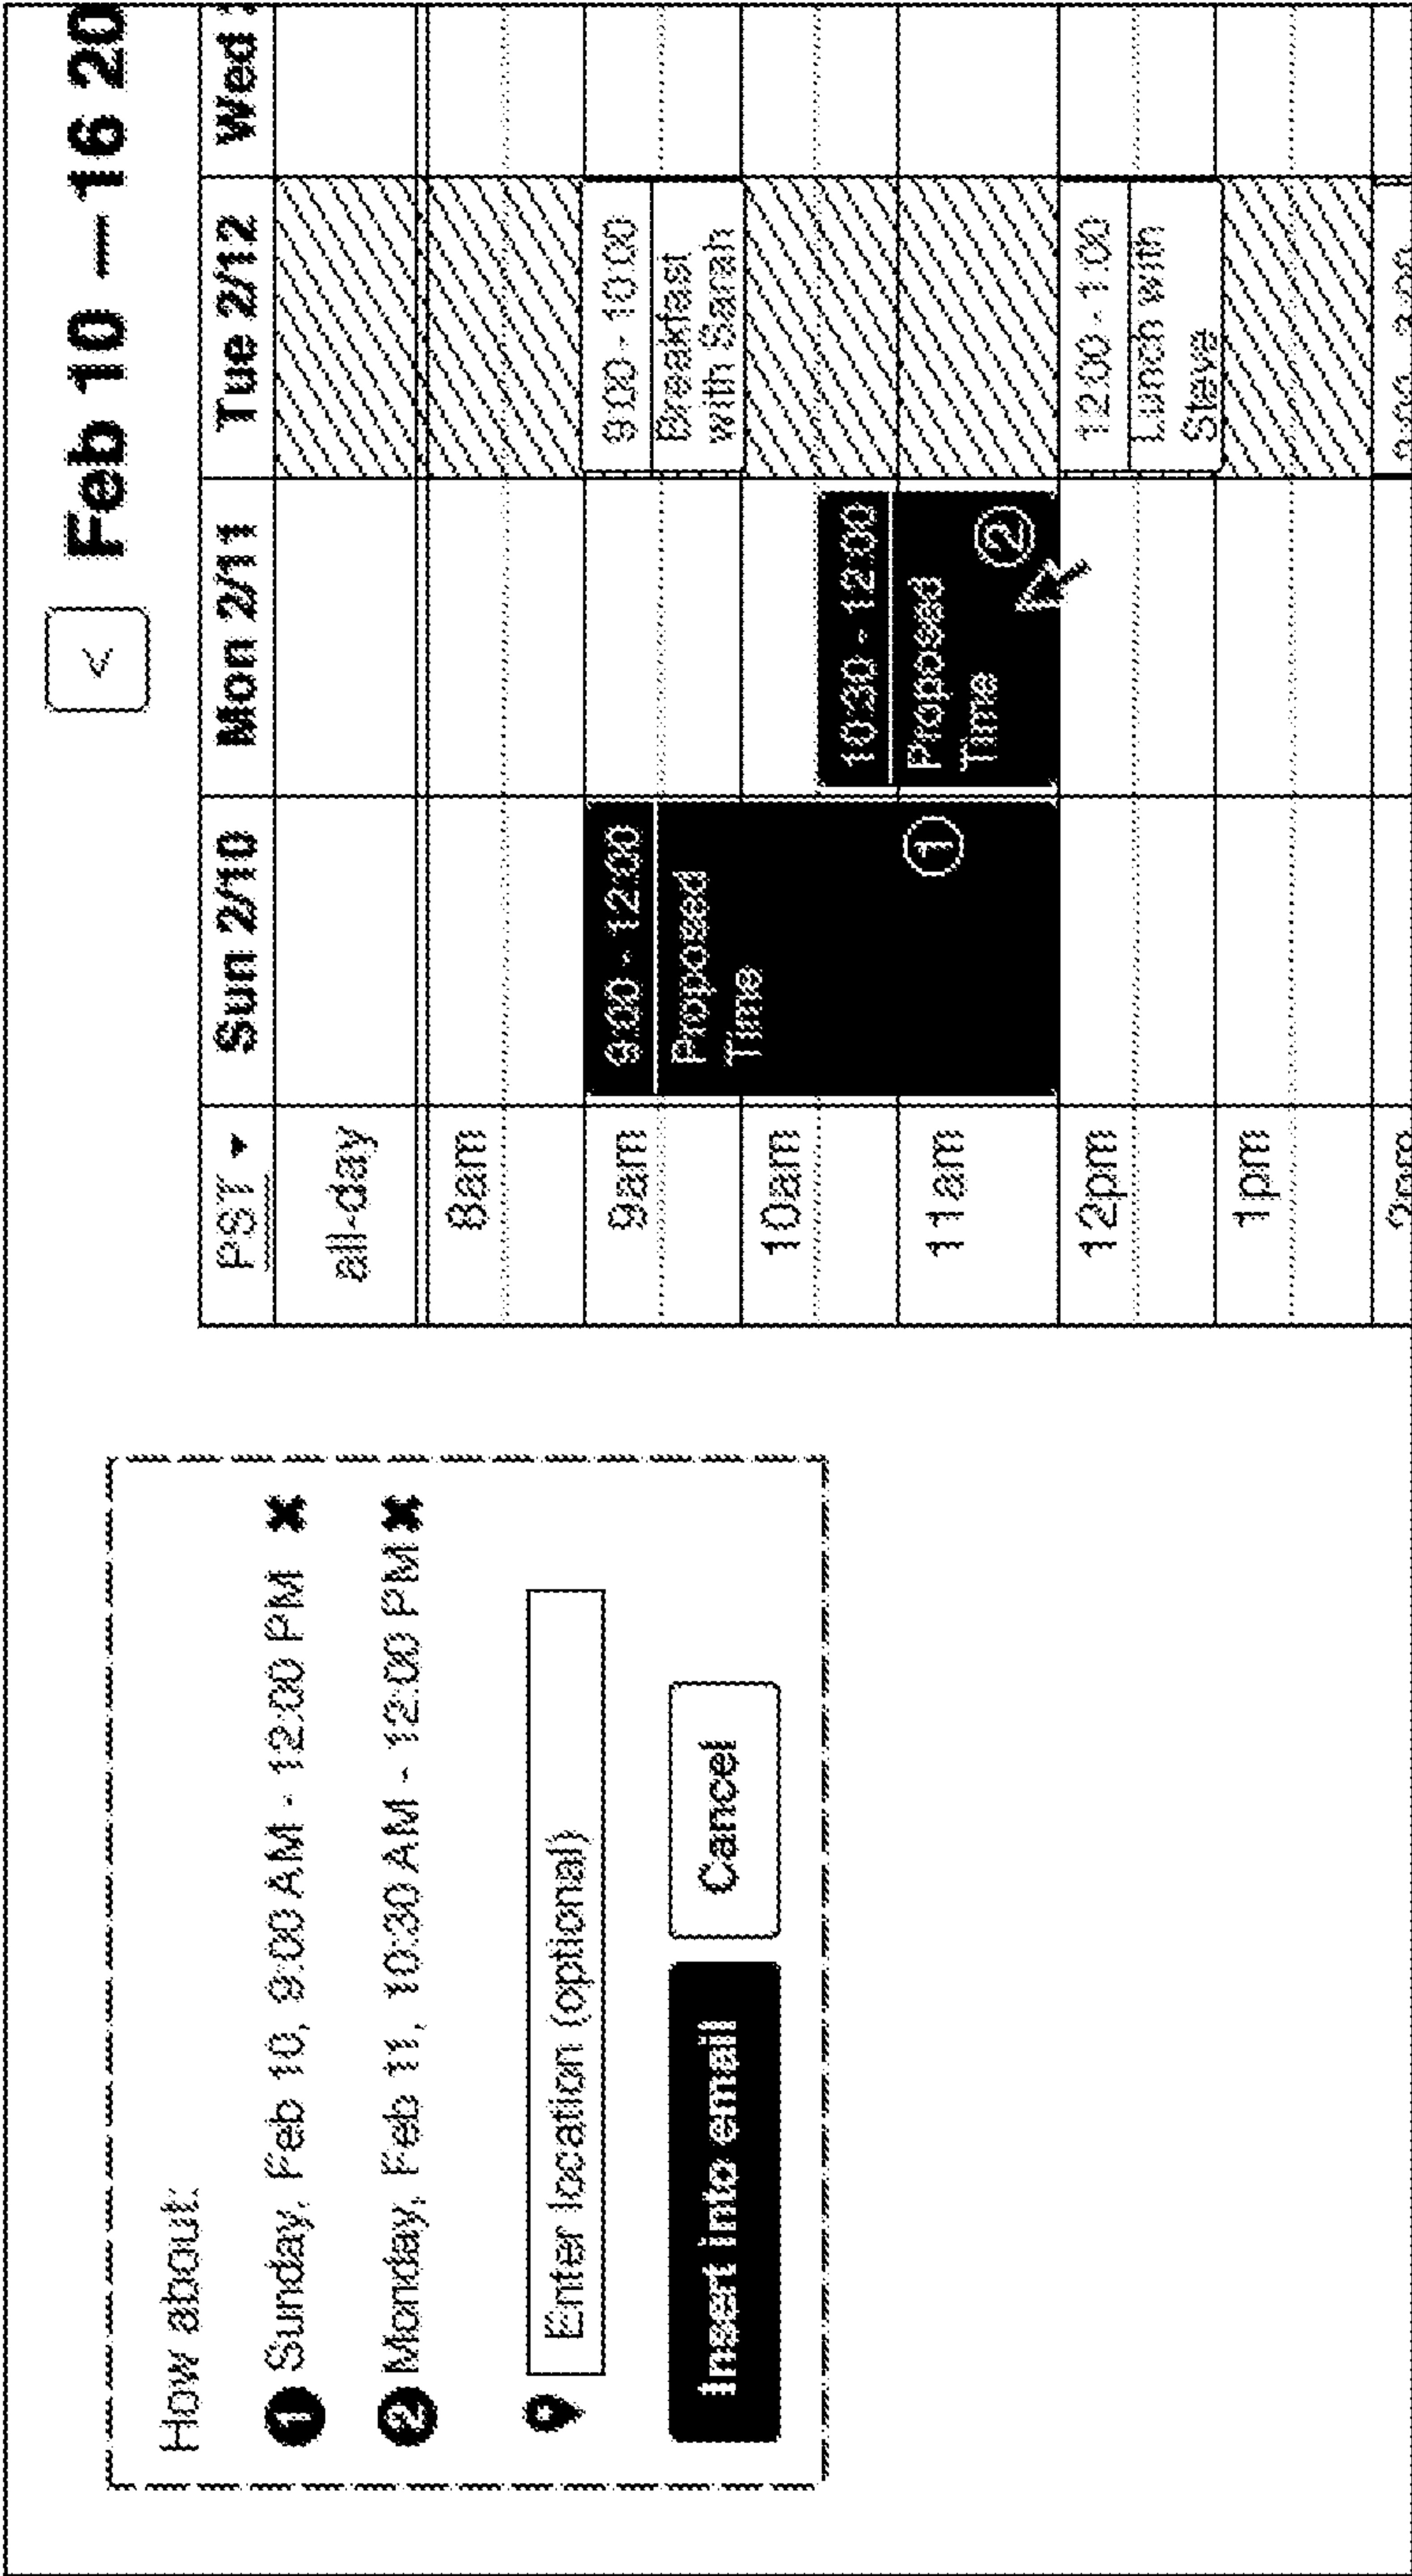 How about:
1 Sunday, Feb 10, 9:00 AM - 12:00 PM ✖
2 Monday, Feb 11, 10:30 AM - 12:00 PM ✖
Enter location (optional)
Insert into email
Cancel
< Feb 10 — 16 20
PST ▾ Sun 2/10 Mon 2/11 Tue 2/12 Wed
all-day
8am
9am
9:00 - 12:00
Proposed
Time
1
9:00 - 10:00
Breakfast
with Sarah
10am
10:30 - 12:00
Proposed
Time
2
11am
12pm
12:00 - 1:00
Lunch with
Steve
1pm